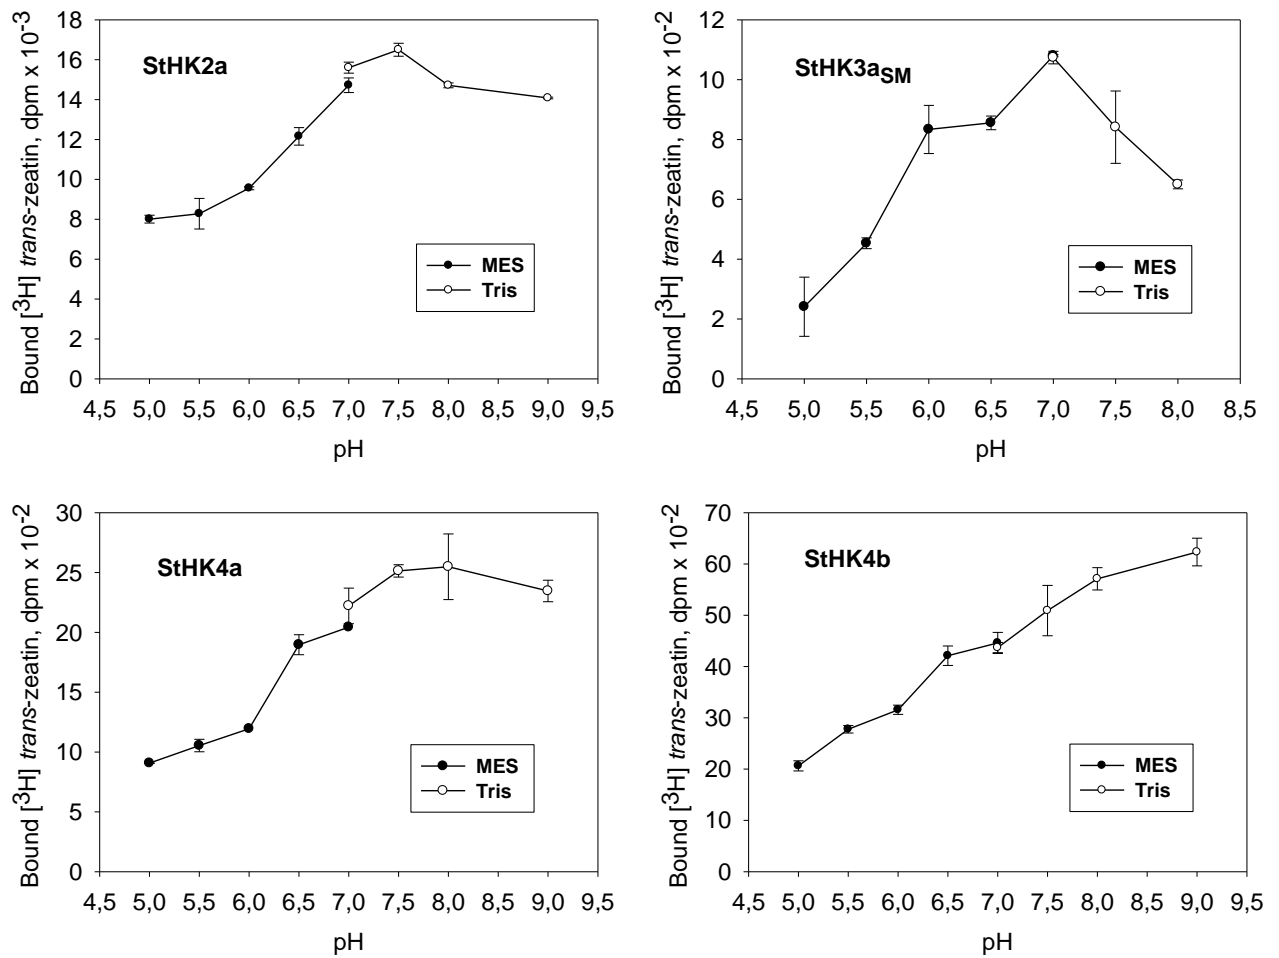 StHK2a
Bound [³H] trans-zeatin, dpm x 10⁻³
18
16
14
12
10
8
6
4
2
0
MES
Tris
4,5 5,0 5,5 6,0 6,5 7,0 7,5 8,0 8,5 9,0 9,5
pH
StHK3aSM
Bound [³H] trans-zeatin, dpm x 10⁻²
12
10
8
6
4
2
0
MES
Tris
4,5 5,0 5,5 6,0 6,5 7,0 7,5 8,0 8,5
pH
StHK4a
Bound [³H] trans-zeatin, dpm x 10⁻²
30
25
20
15
10
5
0
MES
Tris
4,5 5,0 5,5 6,0 6,5 7,0 7,5 8,0 8,5 9,0 9,5
pH
StHK4b
Bound [³H] trans-zeatin, dpm x 10⁻²
70
60
50
40
30
20
10
0
MES
Tris
4,5 5,0 5,5 6,0 6,5 7,0 7,5 8,0 8,5 9,0 9,5
pH